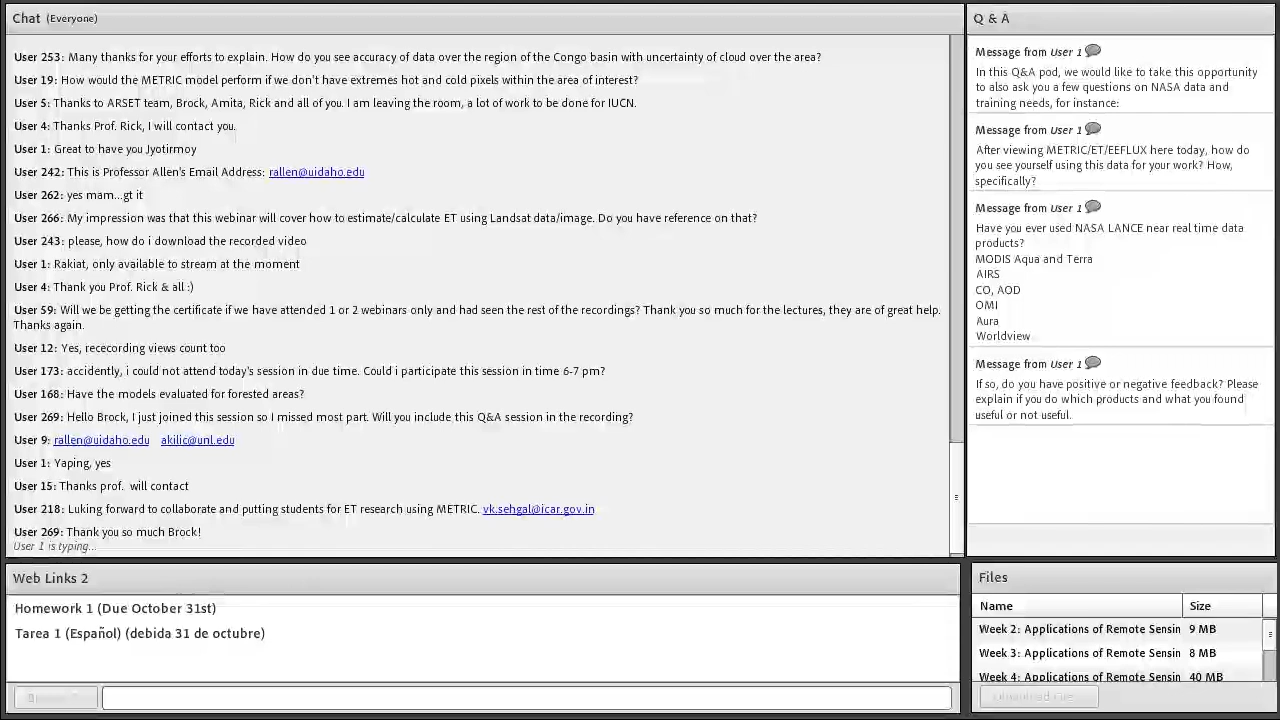 Chat (Everyone)
User 253: Many thanks for your efforts to explain. How do you see accuracy of data over the region of the Congo basin with uncertainty of cloud over the area?
User 19: How would the METRIC model perform if we don't have extremes hot and cold pixels within the area of interest?
User 5: Thanks to ARSET team, Brock, Amita, Rick and all of you. I am leaving the room, a lot of work to be done for IUCN.
User 4: Thanks Prof. Rick, I will contact you.
User 1: Great to have you Jyotirmoy
User 242: This is Professor Allen's Email Address: rallen@uidaho.edu
User 262: yes mam...gt it
User 266: My impression was that this webinar will cover how to estimate/calculate ET using Landsat data/image. Do you have reference on that?
User 243: please, how do i download the recorded video
User 1: Rakiat, only available to stream at the moment
User 4: Thank you Prof. Rick & all :)
User 59: Will we be getting the certificate if we have attended 1 or 2 webinars only and had seen the rest of the recordings? Thank you so much for the lectures, they are of great help.
Thanks again.
User 12: Yes, rececording views count too
User 173: accidently, i could not attend today's session in due time. Could i participate this session in time 6-7 pm?
User 168: Have the models evaluated for forested areas?
User 269: Hello Brock, I just joined this session so I missed most part. Will you include this Q&A session in the recording?
User 9: rallen@uidaho.edu akilic@unl.edu
User 1: Yaping, yes
User 15: Thanks prof. will contact
User 218: Luking forward to collaborate and putting students for ET research using METRIC. vk.sehgal@icar.gov.in
User 269: Thank you so much Brock!
User 1 is typing...
Q & A
Message from User 1
In this Q&A pod, we would like to take this opportunity
to also ask you a few questions on NASA data and
training needs, for instance:
Message from User 1
After viewing METRIC/ET/EEFLUX here today, how do
you see yourself using this data for your work? How,
specifically?
Message from User 1
Have you ever used NASA LANCE near real time data
products?
MODIS Aqua and Terra
AIRS
CO, AOD
OMI
Aura
Worldview
Message from User 1
If so, do you have positive or negative feedback? Please
explain if you do which products and what you found
useful or not useful.
Web Links 2
Homework 1 (Due October 31st)
Tarea 1 (Español) (debida 31 de octubre)
Files
Name Size
Week 2: Applications of Remote Sensin 9 MB
Week 3: Applications of Remote Sensin 8 MB
Week 4: Applications of Remote Sensin 40 MB